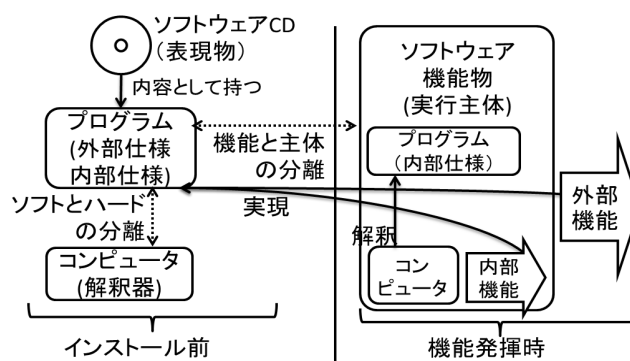 ソフトウェアCD
（表現物）
内容として持つ
プログラム
(外部仕様
内部仕様)
機能と主体
の分離
ソフトとハード
の分離
実現
コンピュータ
(解釈器)
インストール前
ソフトウェア
機能物
(実行主体)
プログラム
（内部仕様）
解釈
コン
ピュータ
内部
機能
外部
機能
機能発揮時